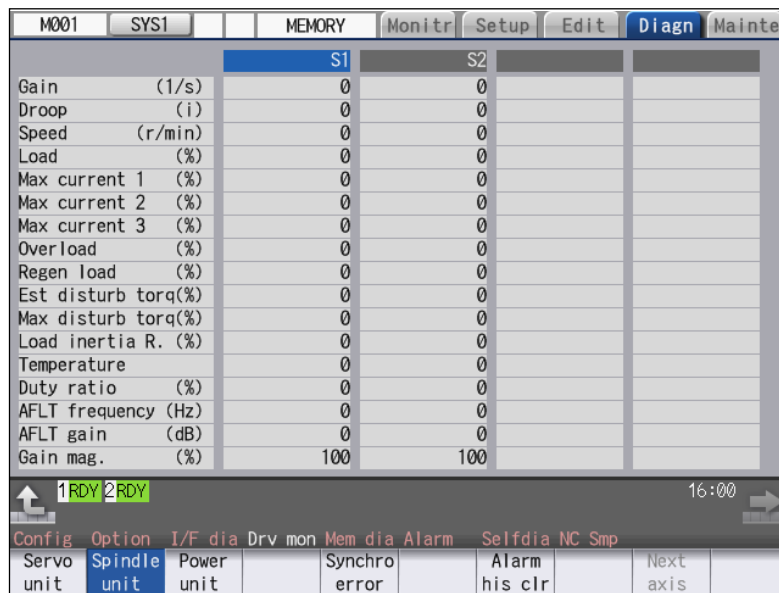 M001 SYS1 MEMORY Monitr Setup Edit Diagn Mainte
S1 S2
Gain (1/s) 0 0
Droop (i) 0 0
Speed (r/min) 0 0
Load (%) 0 0
Max current 1 (%) 0 0
Max current 2 (%) 0 0
Max current 3 (%) 0 0
Overload (%) 0 0
Regen load (%) 0 0
Est disturb torq(%) 0 0
Max disturb torq(%) 0 0
Load inertia R. (%) 0 0
Temperature 0 0
Duty ratio (%) 0 0
AFLT frequency (Hz) 0 0
AFLT gain (dB) 0 0
Gain mag. (%) 100 100
1 RDY 2 RDY 16:00
Config Option I/F dia Drv mon Mem dia Alarm Selfdia NC Smp
Servo Spindle Power Synchro Alarm Next
unit unit unit error his clr axis